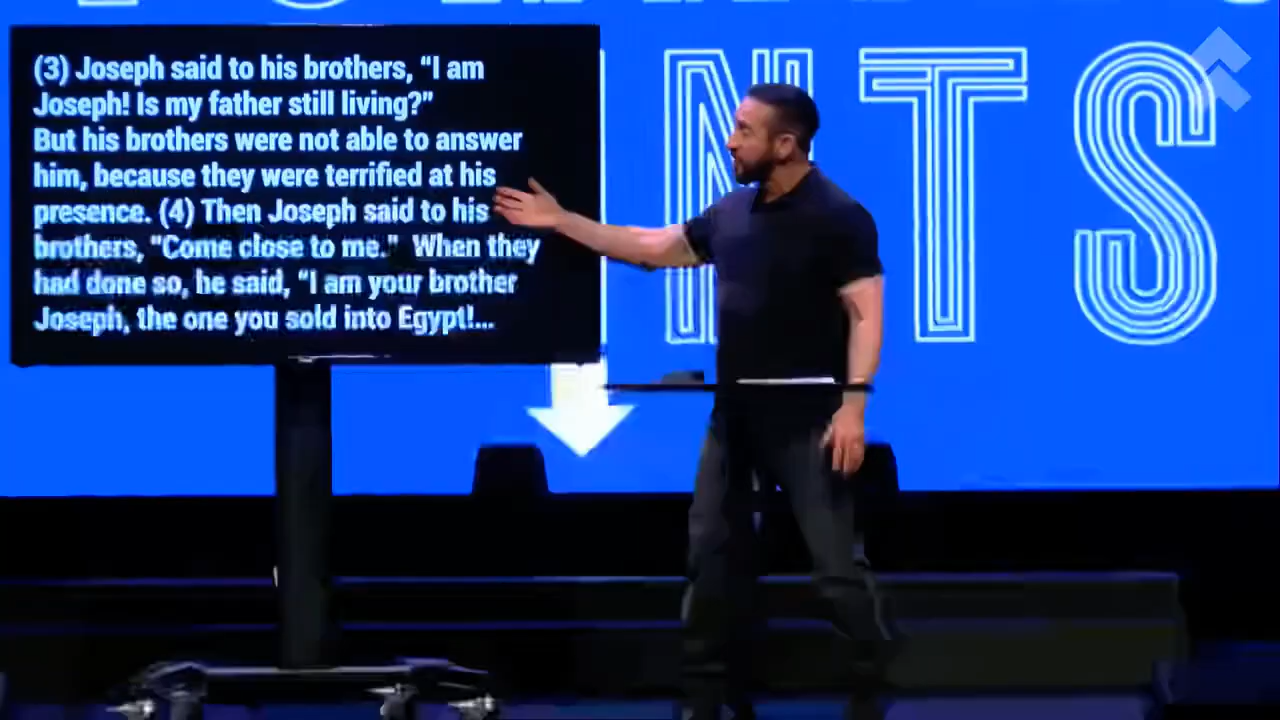 (3) Joseph said to his brothers, “I am
Joseph! Is my father still living?”
But his brothers were not able to answer
him, because they were terrified at his
presence. (4) Then Joseph said to his
brothers, "Come close to me."  When they
had done so, he said, “I am your brother
Joseph, the one you sold into Egypt!...
NTS